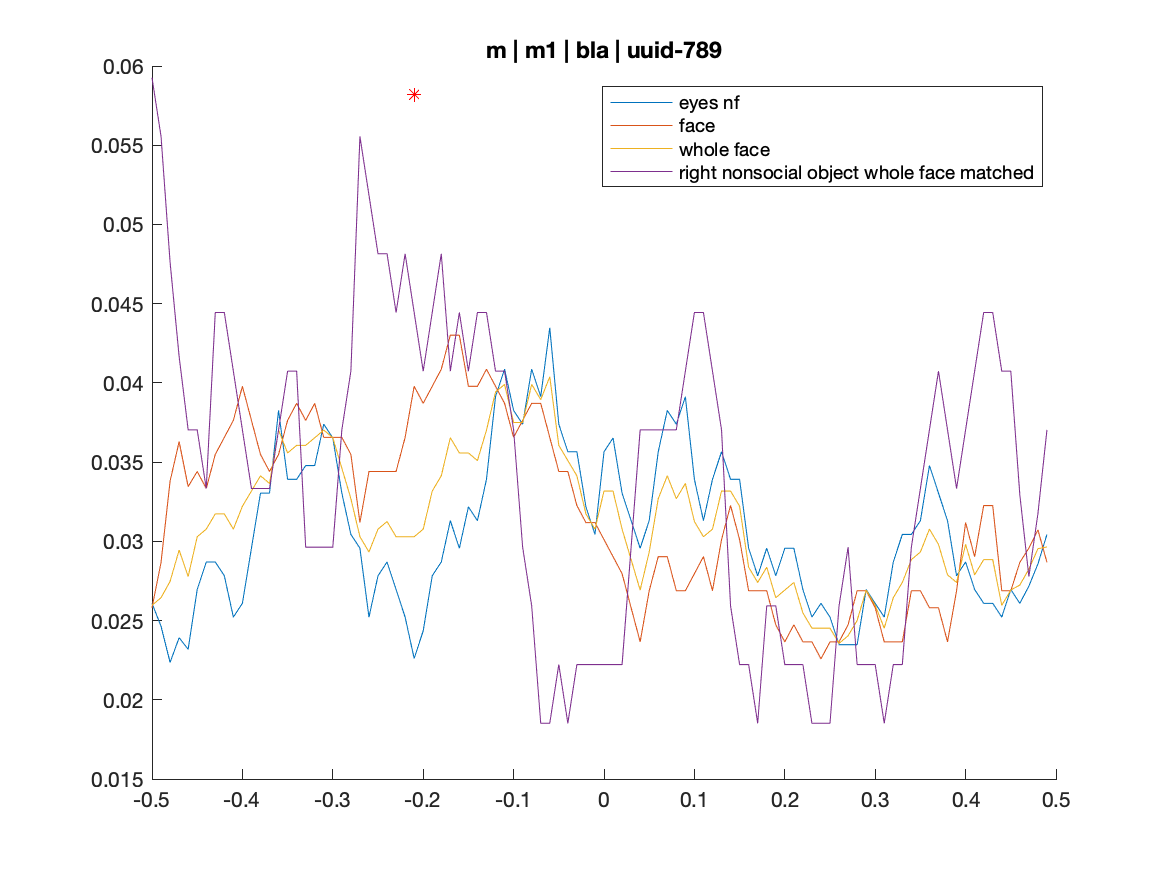 m | m1 | bla | uuid-789
0.06
0.055
0.05
0.045
0.04
0.035
0.03
0.025
0.02
0.015
eyes nf
face
whole face
right nonsocial object whole face matched
-0.5 -0.4 -0.3 -0.2 -0.1 0 0.1 0.2 0.3 0.4 0.5